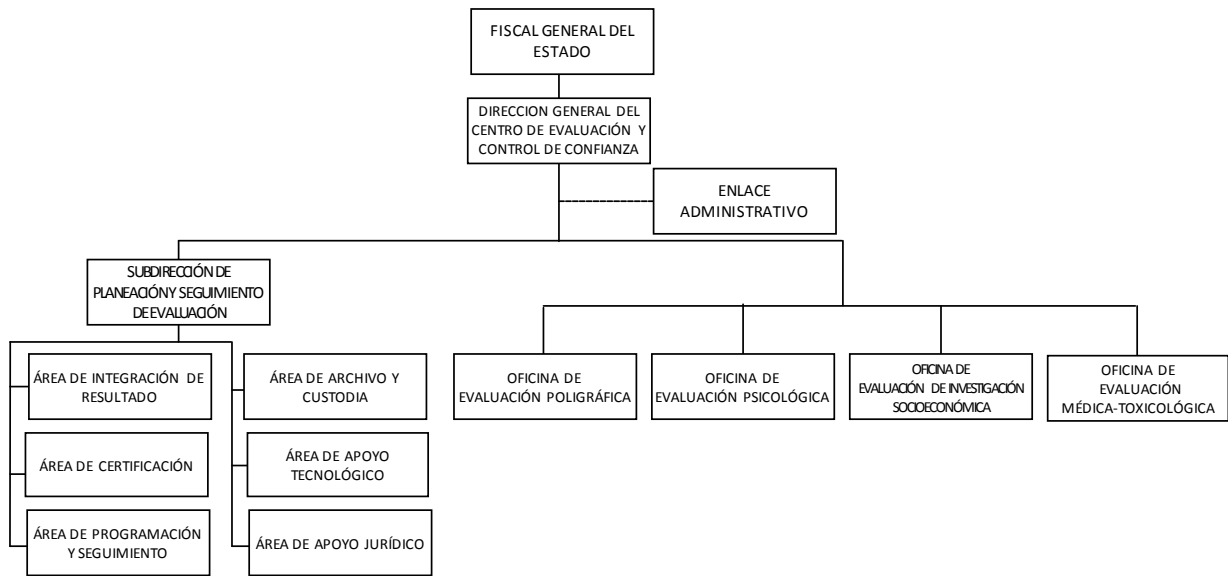 FISCAL GENERAL DEL
ESTADO
DIRECCION GENERAL DEL
CENTRO DE EVALUACIÓN Y
CONTROL DE CONFIANZA
ENLACE
ADMINISTRATIVO
SUBDIRECCIÓN DE
PLANEACIÓN Y SEGUIMIENTO
DE EVALUACIÓN
ÁREA DE INTEGRACIÓN DE
RESULTADO
ÁREA DE ARCHIVO Y
CUSTODIA
ÁREA DE CERTIFICACIÓN
ÁREA DE APOYO
TECNOLÓGICO
ÁREA DE PROGRAMACIÓN
Y SEGUIMIENTO
ÁREA DE APOYO JURÍDICO
OFICINA DE
EVALUACIÓN POLIGRÁFICA
OFICINA DE
EVALUACIÓN PSICOLÓGICA
OFICINA DE
EVALUACIÓN DE INVESTIGACIÓN
SOCIOECONÓMICA
OFICINA DE
EVALUACIÓN
MÉDICA-TOXICOLÓGICA